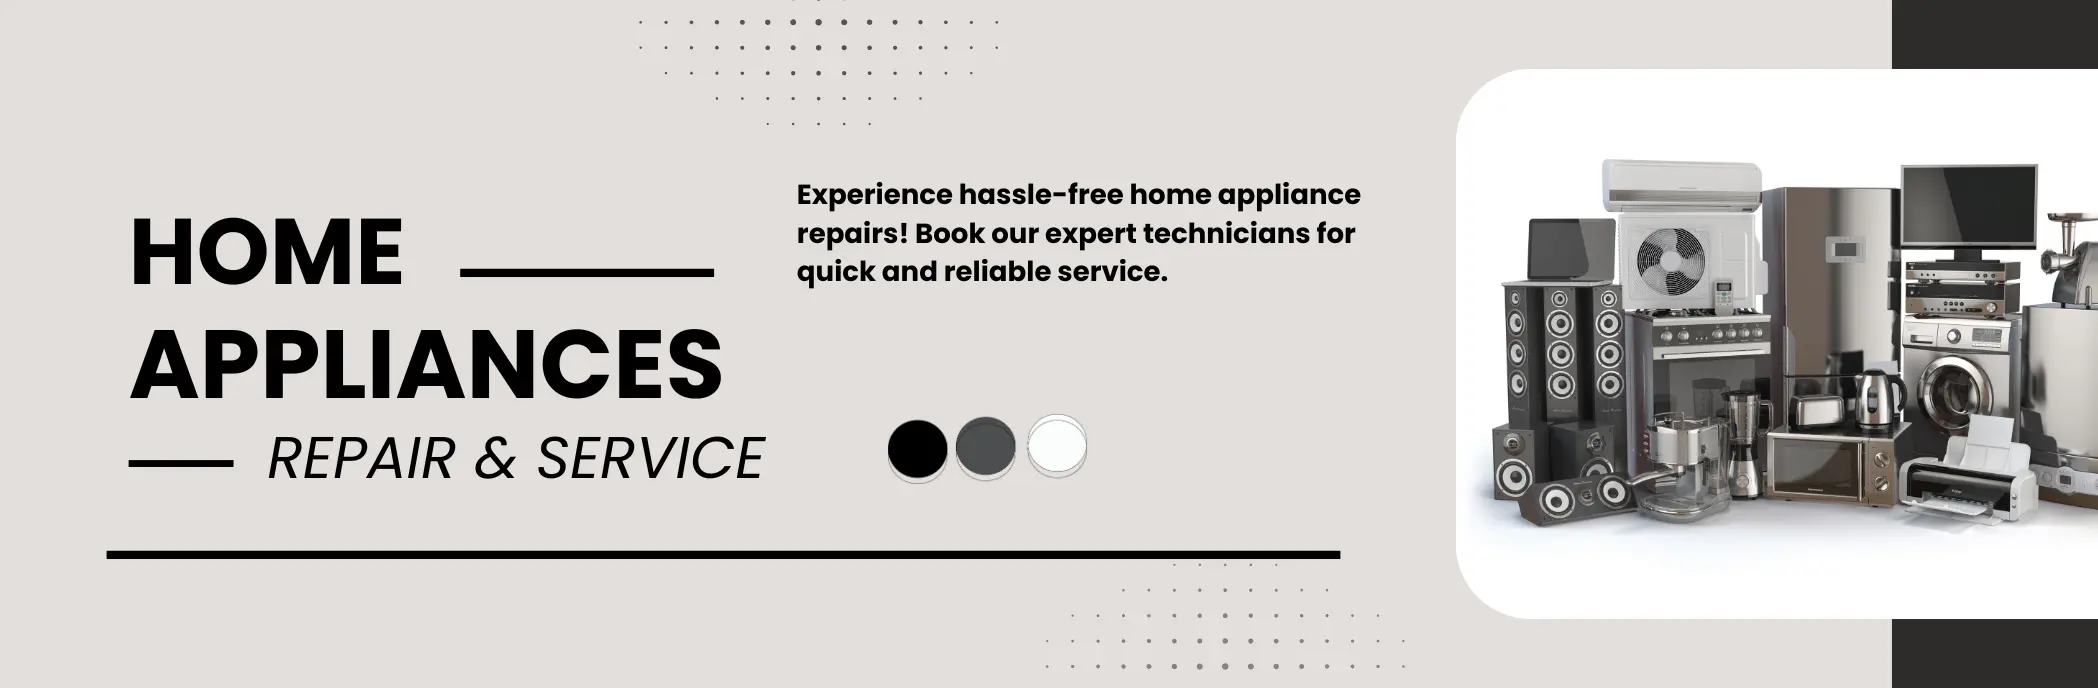 HOME
APPLIANCES
REPAIR & SERVICE
Experience hassle-free home appliance
repairs! Book our expert technicians for
quick and reliable service.